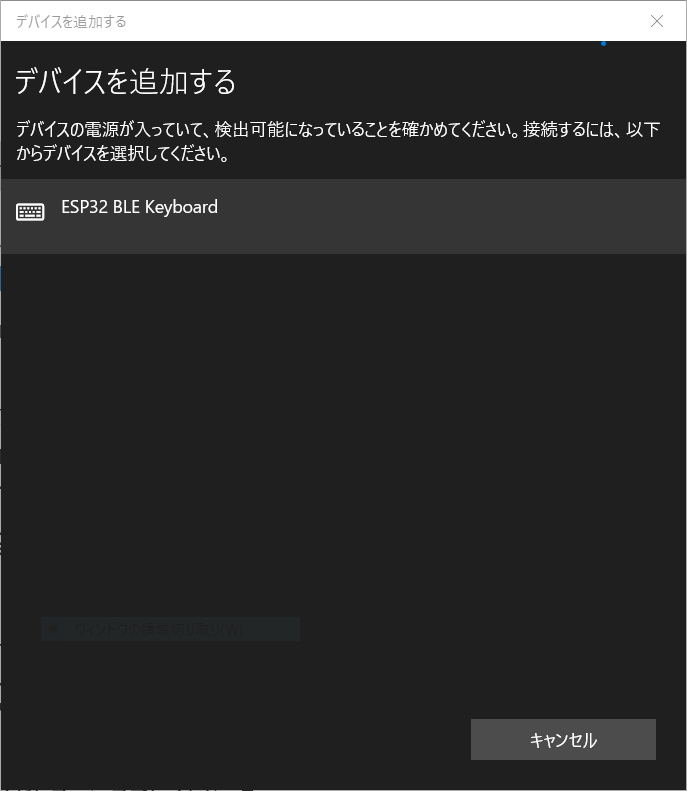 デバイスを追加する
デバイスを追加する
デバイスの電源が入っていて、検出可能になっていることを確かめてください。接続するには、以下
からデバイスを選択してください。
ESP32 BLE Keyboard
キャンセル